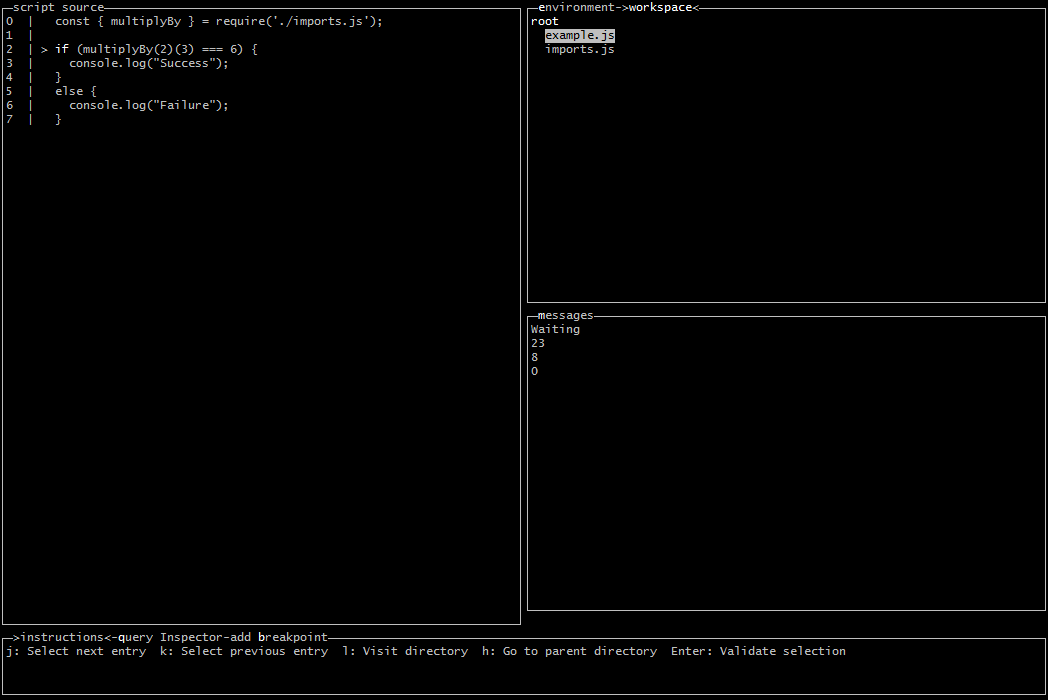 script source
0 | const { multiplyBy } = require('./imports.js');
1 |
2 | > if (multiplyBy(2)(3) === 6) {
3 | console.log("Success");
4 | }
5 | else {
6 | console.log("Failure");
7 | }
environment->workspace<
root
example.js
imports.js
messages
Waiting
23
8
0
>instructions<-query Inspector-add breakpoint
j: Select next entry k: Select previous entry l: Visit directory h: Go to parent directory Enter: Validate selection